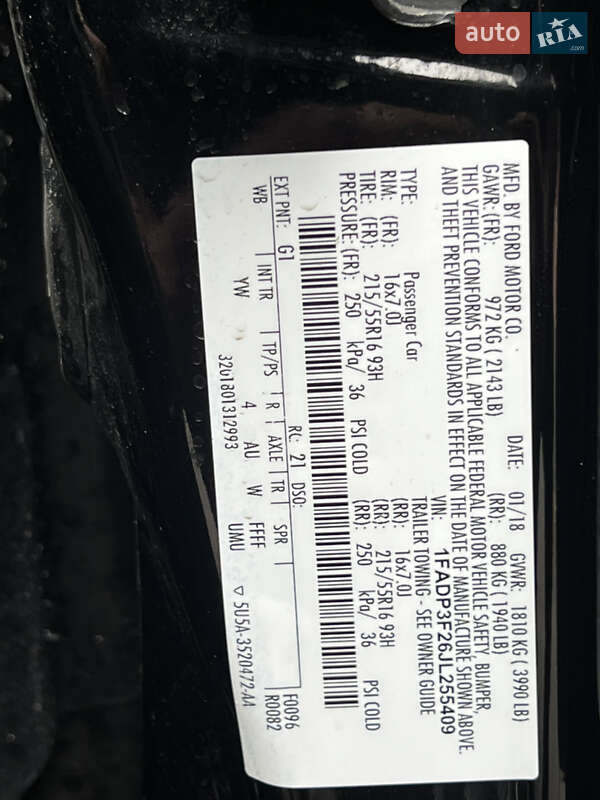 auto RIA .com
MFD. BY FORD MOTOR CO.
DATE: 01/18 GVWR: 1810 KG ( 3990 LB)
GAWR: (FR): 972 KG ( 2143 LB) (RR): 880 KG ( 1940 LB)
THIS VEHICLE CONFORMS TO ALL APPLICABLE FEDERAL MOTOR VEHICLE SAFETY, BUMPER,
AND THEFT PREVENTION STANDARDS IN EFFECT ON THE DATE OF MANUFACTURE SHOWN ABOVE.
VIN: 1FADP3F26JL255409
TYPE: Passenger Car TRAILER TOWING - SEE OWNER GUIDE
RIM: (FR): 16x7.0J (RR): 16x7.0J
TIRE: (FR): 215/55R16 93H (RR): 215/55R16 93H
PRESSURE: (FR): 250 kPa/ 36 PSI COLD (RR): 250 kPa/ 36 PSI COLD
F0096
R0082
EXT PNT: G1 RC: 21 DSO:
WB INT TR TP/PS R AXLE TR SPR
YW 4 AU W FFFF UMU
3201801312993 ▽ 5U5A-3520472-AA